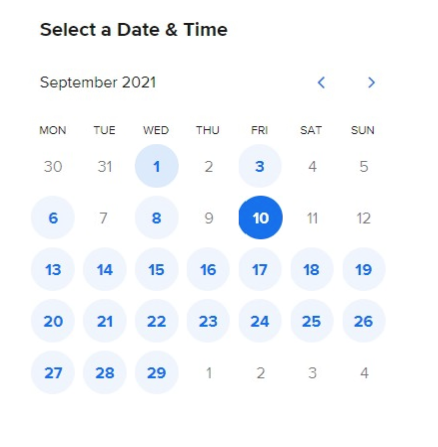 Select a Date & Time
September 2021
MON TUE WED THU FRI SAT SUN
30 31 1 2 3 4 5
6 7 8 9 10 11 12
13 14 15 16 17 18 19
20 21 22 23 24 25 26
27 28 29 1 2 3 4